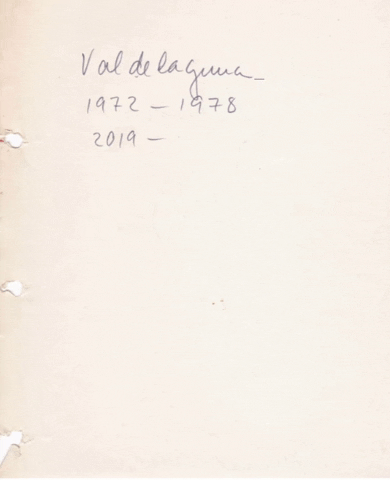 Valdelaguna_
1972 – 1978
2019 –